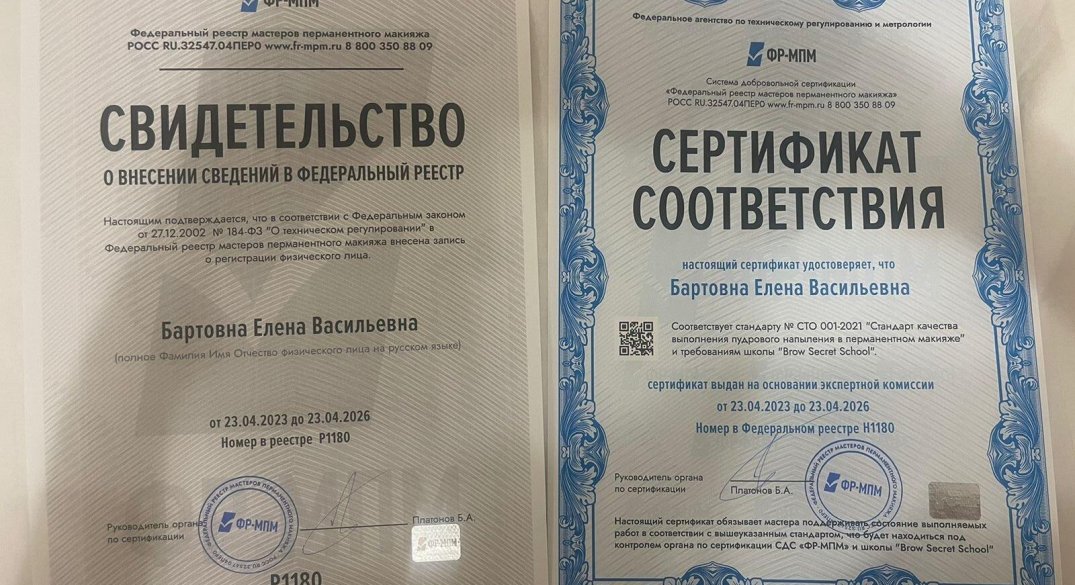 ФР-МПМ
Федеральный реестр мастеров перманентного макияжа
РОСС RU.32547.04ПЕР0 www.fr-mpm.ru 8 800 350 88 09
СВИДЕТЕЛЬСТВО
О ВНЕСЕНИИ СВЕДЕНИЙ В ФЕДЕРАЛЬНЫЙ РЕЕСТР
Настоящим подтверждается, что в соответствии с Федеральным законом
от 27.12.2002 № 184-ФЗ "О техническом регулировании" в
Федеральный реестр мастеров перманентного макияжа внесена запись
о регистрации физического лица.
Бартовна Елена Васильевна
(полное Фамилия Имя Отчество физического лица на русском языке)
от 23.04.2023 до 23.04.2026
Номер в реестре Р1180
Руководитель органа
по сертификации
ФР-МПМ
Платонов Б.А.
ФР-МПМ
Р1180
Федеральное агентство по техническому регулированию и метрологии
ФР-МПМ
Система добровольной сертификации
«Федеральный реестр мастеров перманентного макияжа»
РОСС RU.32547.04ПЕР0 www.fr-mpm.ru 8 800 350 88 09
СЕРТИФИКАТ
СООТВЕТСТВИЯ
настоящий сертификат удостоверяет, что
Бартовна Елена Васильевна
Соответствует стандарту № СТО 001-2021 "Стандарт качества
выполнения пудрового напыления в перманентном макияже"
и требованиям школы "Brow Secret School".
сертификат выдан на основании экспертной комиссии
от 23.04.2023 до 23.04.2026
Номер в Федеральном реестре Н1180
Руководитель органа
по сертификации
Платонов Б.А.
ФР-МПМ
Настоящий сертификат обязывает мастера поддерживать состояние выполняемых
работ в соответствии с вышеуказанным стандартом, что будет находиться под
контролем органа по сертификации СДС «ФР-МПМ» и школы "Brow Secret School"